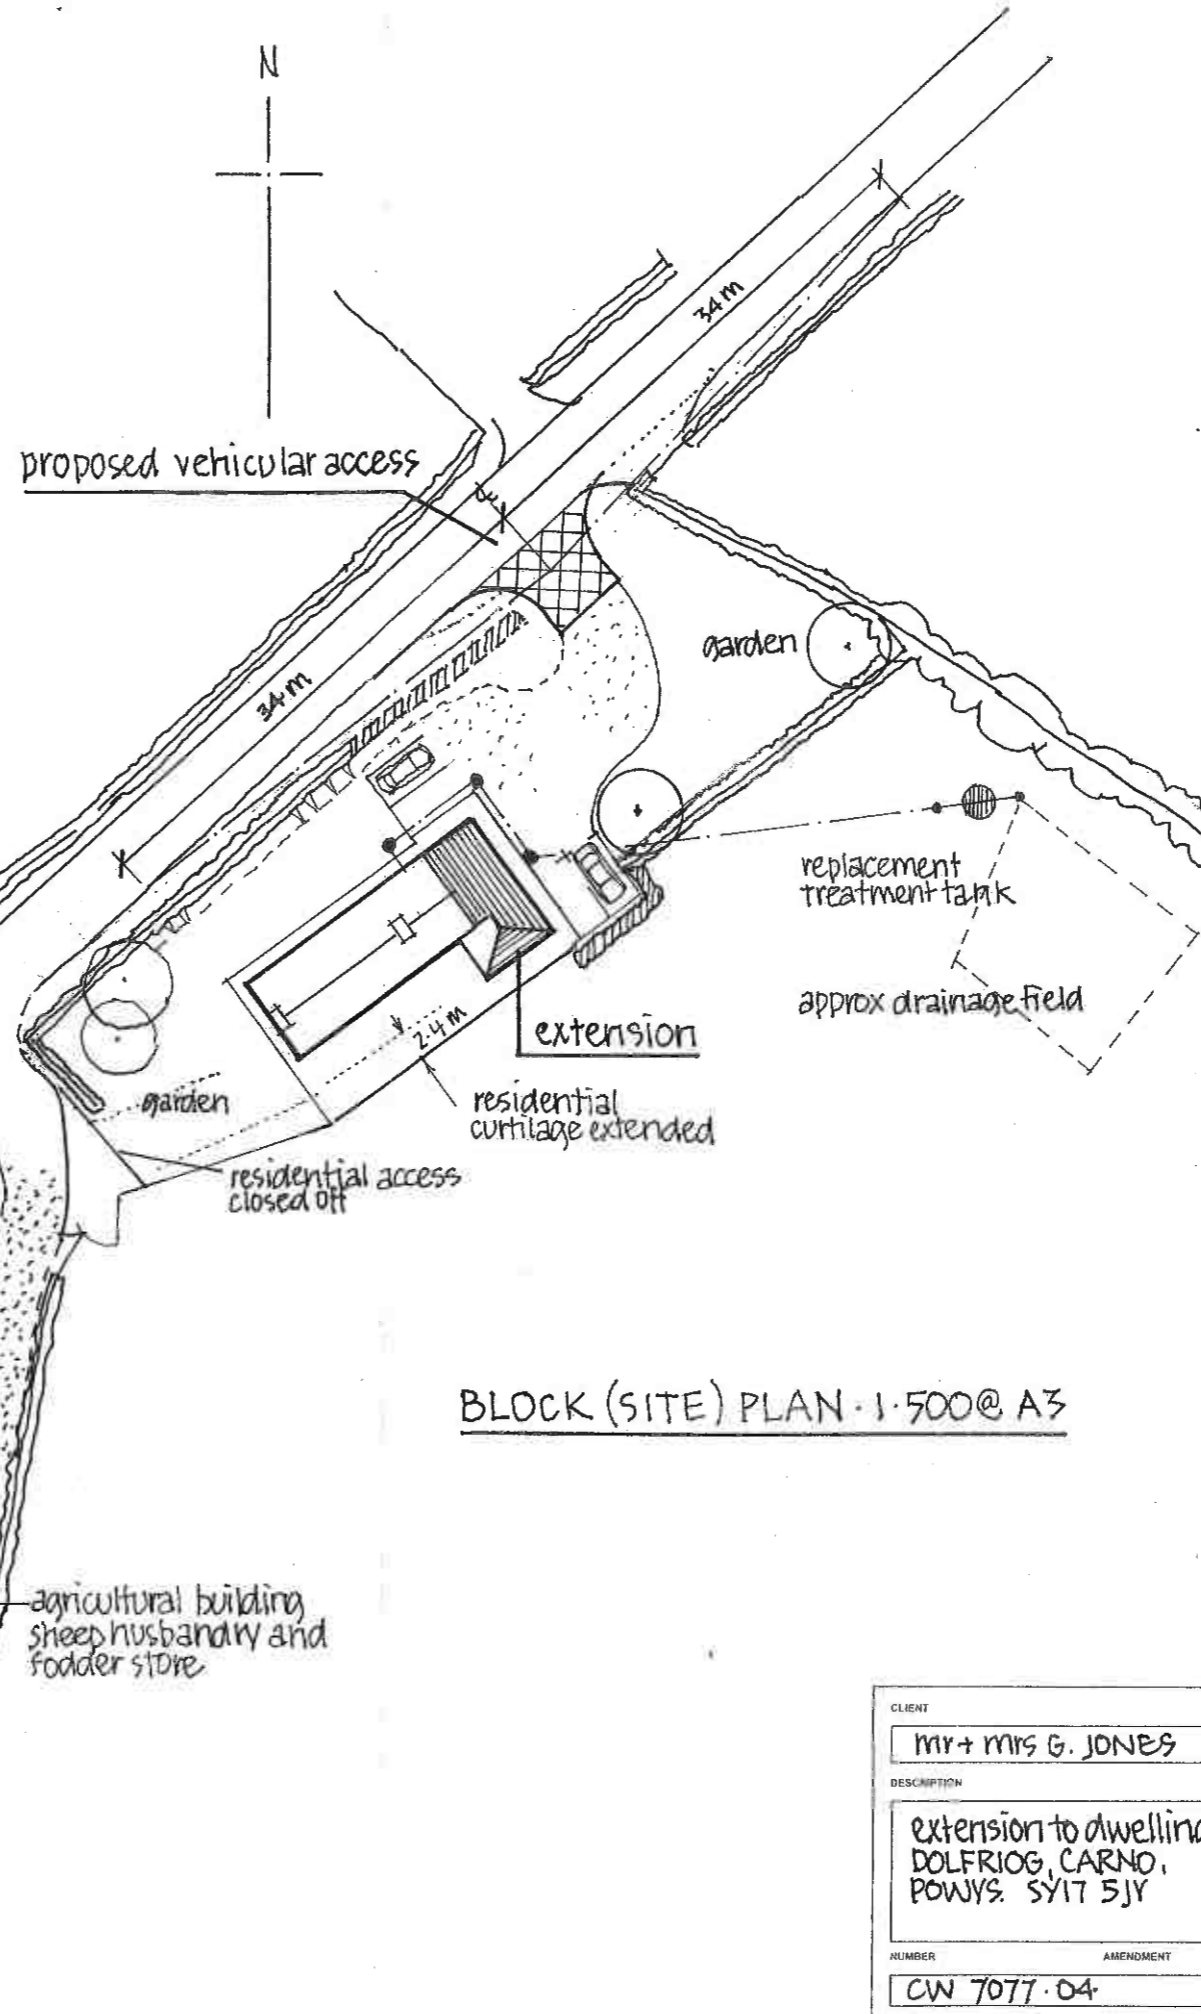 N
34 m
proposed vehicular access
garden
34 m
replacement
treatment tank
approx drainage field
2.4 m
extension
residential
curtilage extended
garden
residential access
closed off
BLOCK (SITE) PLAN · 1·500@ A3
agricultural building
sheep husbandry and
fodder store
CLIENT
mr + mrs G. JONES
DESCRIPTION
extension to dwelling
DOLFRIOG, CARNO,
POWYS. SY17 5JY
NUMBER AMENDMENT
CW 7077·04